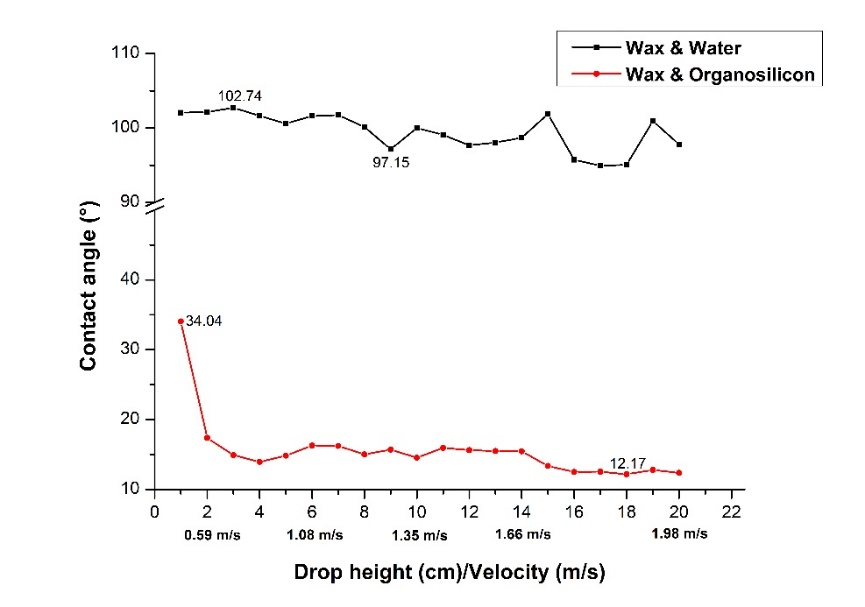 Wax & Water
Wax & Organosilicon
110
100
90
40
30
20
10
102.74
97.15
34.04
12.17
Contact angle (°)
0 2 4 6 8 10 12 14 16 18 20 22
0.59 m/s 1.08 m/s 1.35 m/s 1.66 m/s 1.98 m/s
Drop height (cm)/Velocity (m/s)